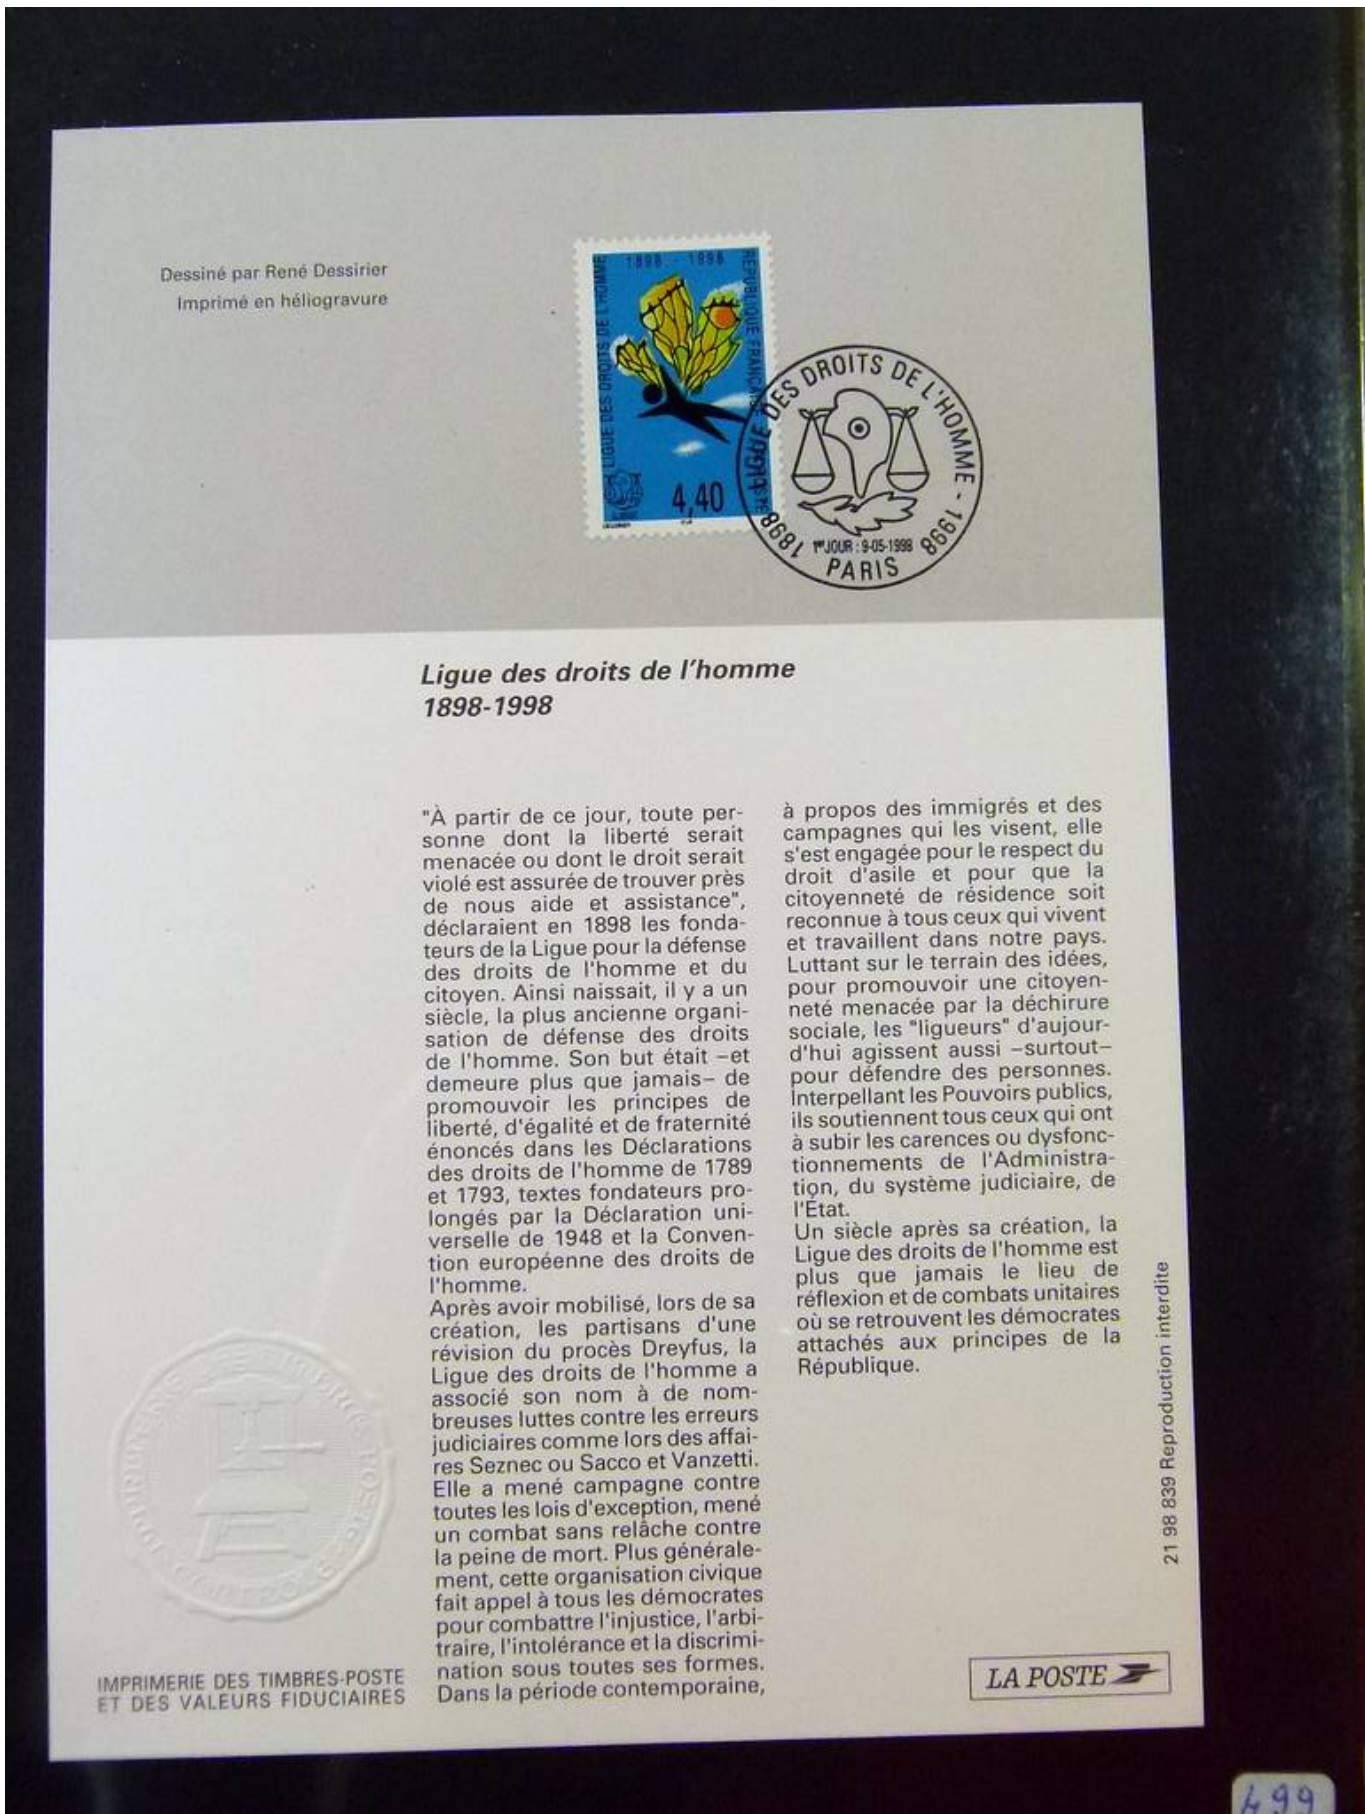 Dessiné par René Dessirier
Imprimé en héliogravure
1898 - 1998
LIGUE DES DROITS DE L'HOMME
RÉPUBLIQUE FRANÇAISE
4,40
LIGUE DES DROITS DE L'HOMME - 1998
1898
1er JOUR : 9-05-1998
PARIS
Ligue des droits de l'homme
1898-1998
"À partir de ce jour, toute per-
sonne dont la liberté serait
menacée ou dont le droit serait
violé est assurée de trouver près
de nous aide et assistance",
déclaraient en 1898 les fonda-
teurs de la Ligue pour la défense
des droits de l'homme et du
citoyen. Ainsi naissait, il y a un
siècle, la plus ancienne organi-
sation de défense des droits
de l'homme. Son but était –et
demeure plus que jamais– de
promouvoir les principes de
liberté, d'égalité et de fraternité
énoncés dans les Déclarations
des droits de l'homme de 1789
et 1793, textes fondateurs pro-
longés par la Déclaration uni-
verselle de 1948 et la Conven-
tion européenne des droits de
l'homme.
Après avoir mobilisé, lors de sa
création, les partisans d'une
révision du procès Dreyfus, la
Ligue des droits de l'homme a
associé son nom à de nom-
breuses luttes contre les erreurs
judiciaires comme lors des affai-
res Seznec ou Sacco et Vanzetti.
Elle a mené campagne contre
toutes les lois d'exception, mené
un combat sans relâche contre
la peine de mort. Plus générale-
ment, cette organisation civique
fait appel à tous les démocrates
pour combattre l'injustice, l'arbi-
traire, l'intolérance et la discrimi-
nation sous toutes ses formes.
Dans la période contemporaine,
à propos des immigrés et des
campagnes qui les visent, elle
s'est engagée pour le respect du
droit d'asile et pour que la
citoyenneté de résidence soit
reconnue à tous ceux qui vivent
et travaillent dans notre pays.
Luttant sur le terrain des idées,
pour promouvoir une citoyen-
neté menacée par la déchirure
sociale, les "ligueurs" d'aujour-
d'hui agissent aussi –surtout–
pour défendre des personnes.
Interpellant les Pouvoirs publics,
ils soutiennent tous ceux qui ont
à subir les carences ou dysfonc-
tionnements de l'Administra-
tion, du système judiciaire, de
l'État.
Un siècle après sa création, la
Ligue des droits de l'homme est
plus que jamais le lieu de
réflexion et de combats unitaires
où se retrouvent les démocrates
attachés aux principes de la
République.
21 98 839 Reproduction interdite
IMPRIMERIE DES TIMBRES-POSTE
ET DES VALEURS FIDUCIAIRES
LA POSTE
499